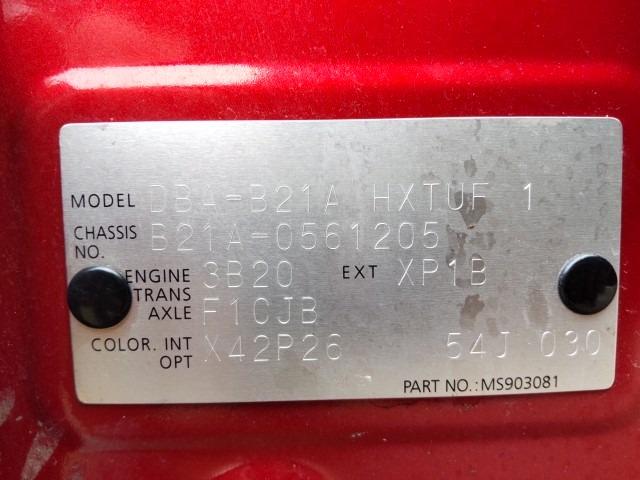 MODEL DBA-B21A HXTUF 1
CHASSIS NO. B21A-0561205
ENGINE 3B20 EXT XP1B
TRANS AXLE F1CJB
COLOR. INT OPT X42P26 54J 030
PART NO.: MS903081